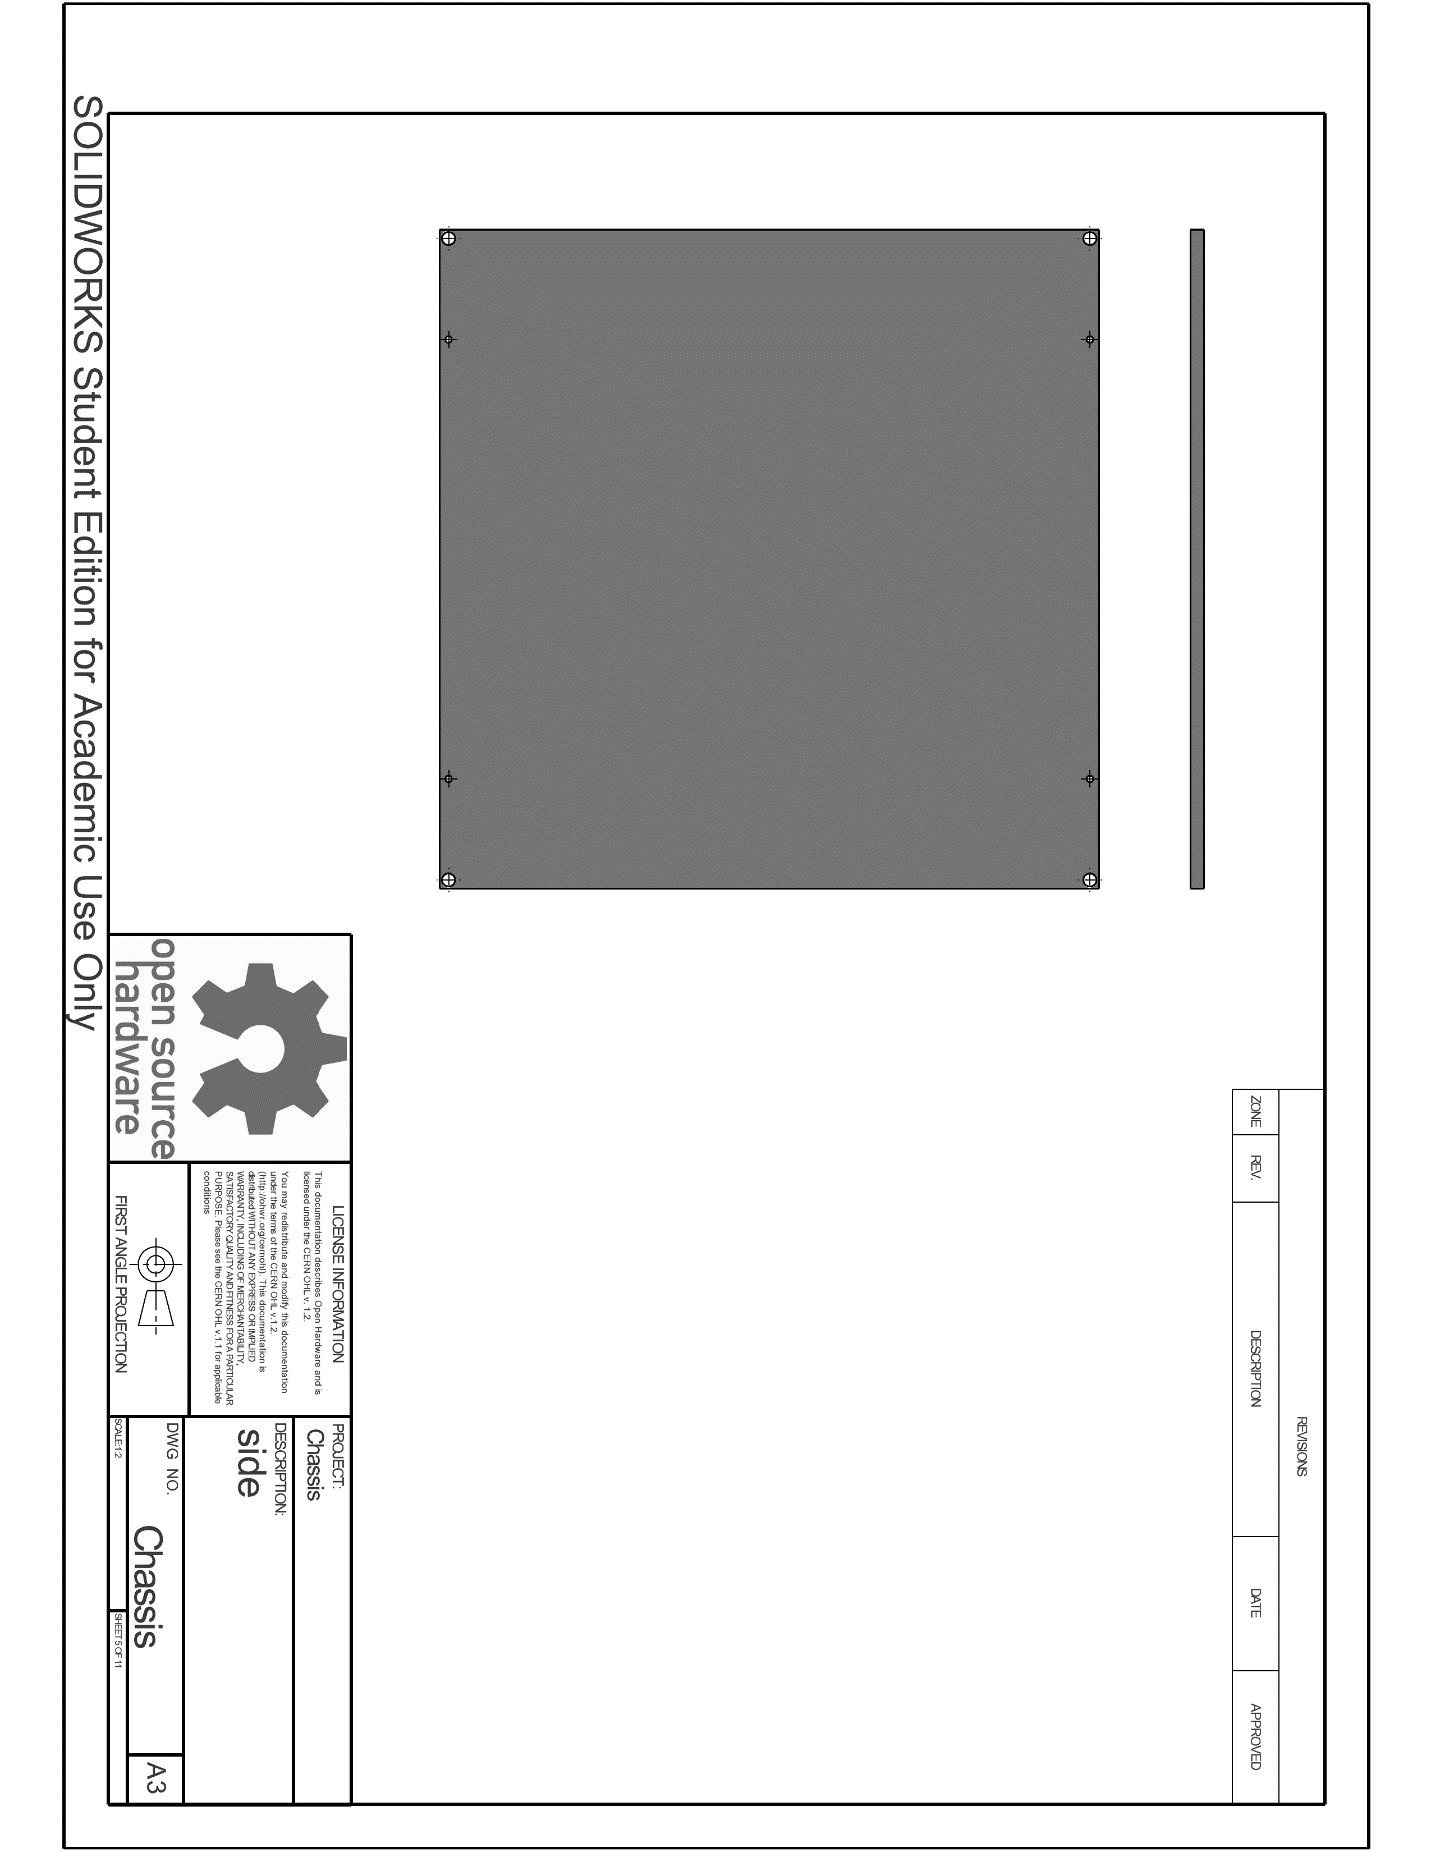 REVISIONS
ZONE
REV.
DESCRIPTION
DATE
APPROVED
open source
hardware
LICENSE INFORMATION
This documentation describes Open Hardware and is
licensed under the CERN OHL v. 1.2.
You may redistribute and modify this documentation
under the terms of the CERN OHL v.1.2.
(http://ohwr.org/cernohl). This documentation is
distributed WITHOUT ANY EXPRESS OR IMPLIED
WARRANTY, INCLUDING OF MERCHANTABILITY,
SATISFACTORY QUALITY AND FITNESS FOR A PARTICULAR
PURPOSE. Please see the CERN OHL v.1.1 for applicable
conditions
FIRST ANGLE PROJECTION
PROJECT:
Chassis
DESCRIPTION:
side
DWG NO.
Chassis
A3
SCALE:1:2
SHEET 5 OF 11
SOLIDWORKS Student Edition for Academic Use Only